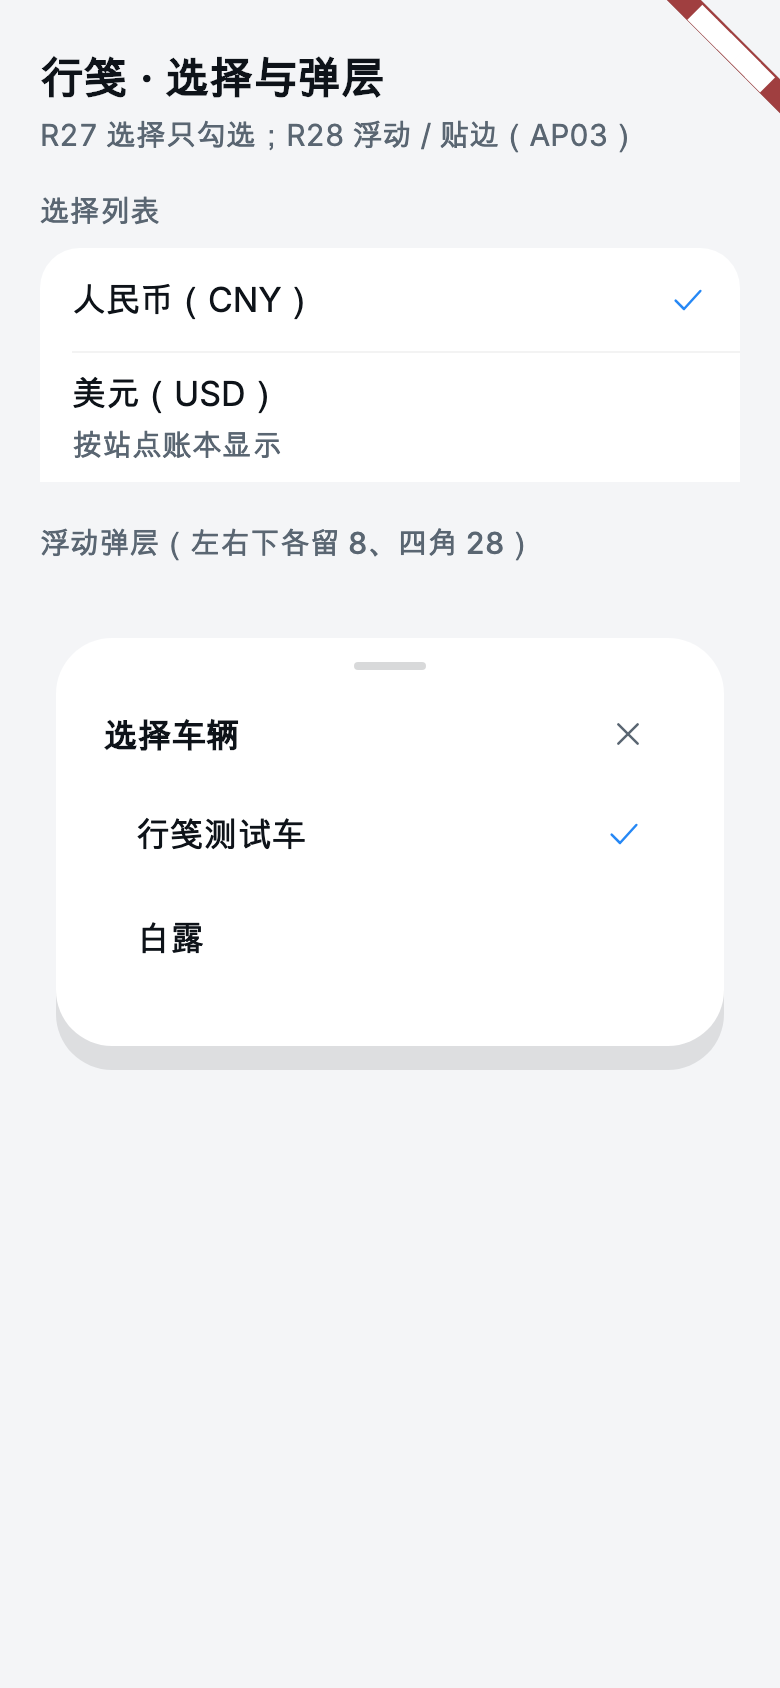 行笺 · 选择与弹层
R27 选择只勾选；R28 浮动 / 贴边（AP03）
选择列表
人民币（CNY）
美元（USD）
按站点账本显示
浮动弹层（左右下各留 8、四角 28）
选择车辆
行笺测试车
白露